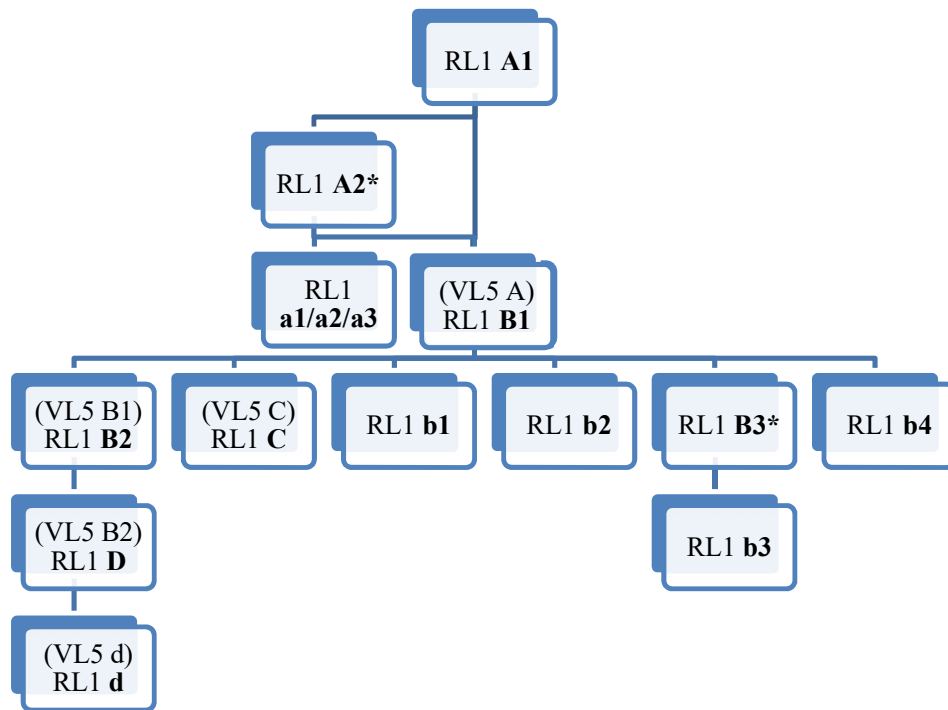 RL1 A1
RL1 A2*
RL1
a1/a2/a3
(VL5 A)
RL1 B1
(VL5 B1)
RL1 B2
(VL5 C)
RL1 C
RL1 b1
RL1 b2
RL1 B3*
RL1 b4
(VL5 B2)
RL1 D
RL1 b3
(VL5 d)
RL1 d